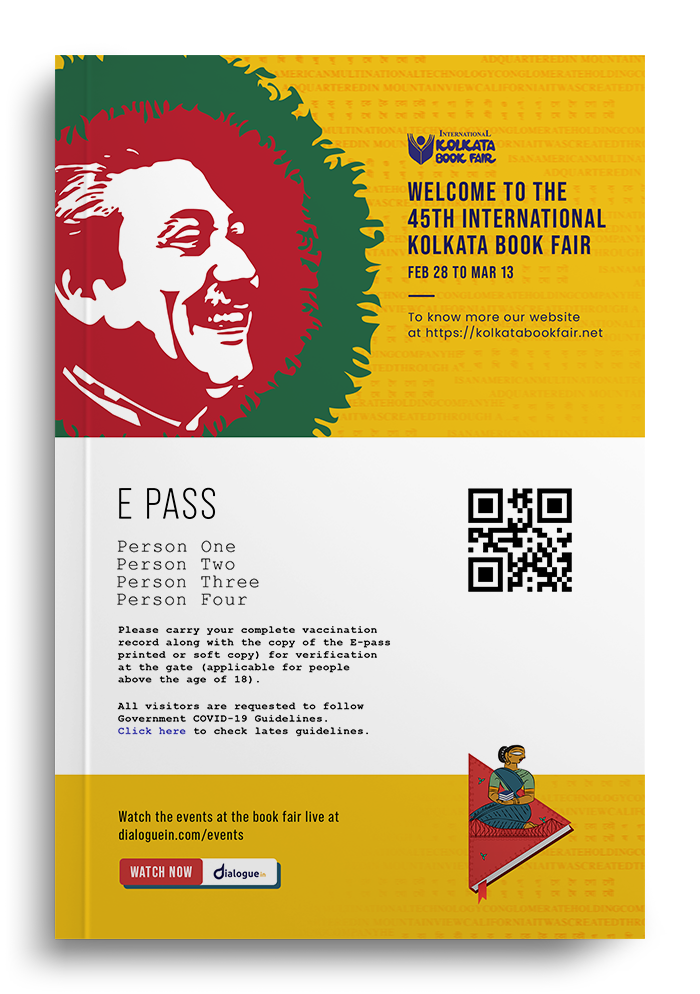 INTERNATIONAL
KOLKATA
BOOK FAIR
WELCOME TO THE
45TH INTERNATIONAL
KOLKATA BOOK FAIR
FEB 28 TO MAR 13
To know more our website
at https://kolkatabookfair.net
E PASS
Person One
Person Two
Person Three
Person Four
Please carry your complete vaccination
record along with the copy of the E-pass
printed or soft copy) for verification
at the gate (applicable for people
above the age of 18).
All visitors are requested to follow
Government COVID-19 Guidelines.
Click here to check lates guidelines.
Watch the events at the book fair live at
dialoguein.com/events
WATCH NOW
dialogue in